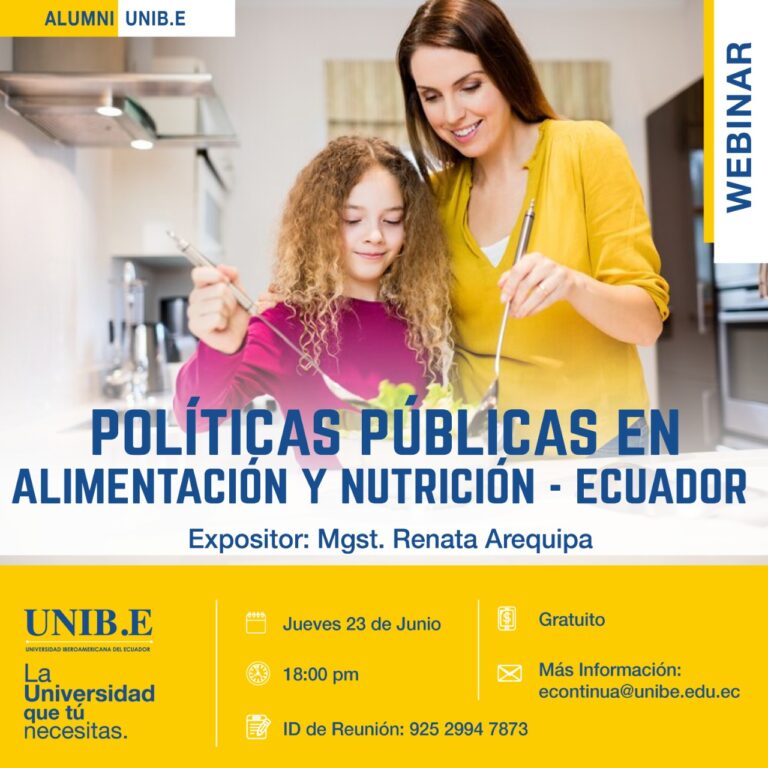 ALUMNI UNIB.E
WEBINAR
POLÍTICAS PÚBLICAS EN
ALIMENTACIÓN Y NUTRICIÓN - ECUADOR
Expositor: Mgst. Renata Arequipa
UNIB.E
UNIVERSIDAD IBEROAMERICANA DEL ECUADOR
La
Universidad
que tú
necesitas.
Jueves 23 de Junio
18:00 pm
ID de Reunión: 925 2994 7873
$
Gratuito
Más Información:
econtinua@unibe.edu.ec